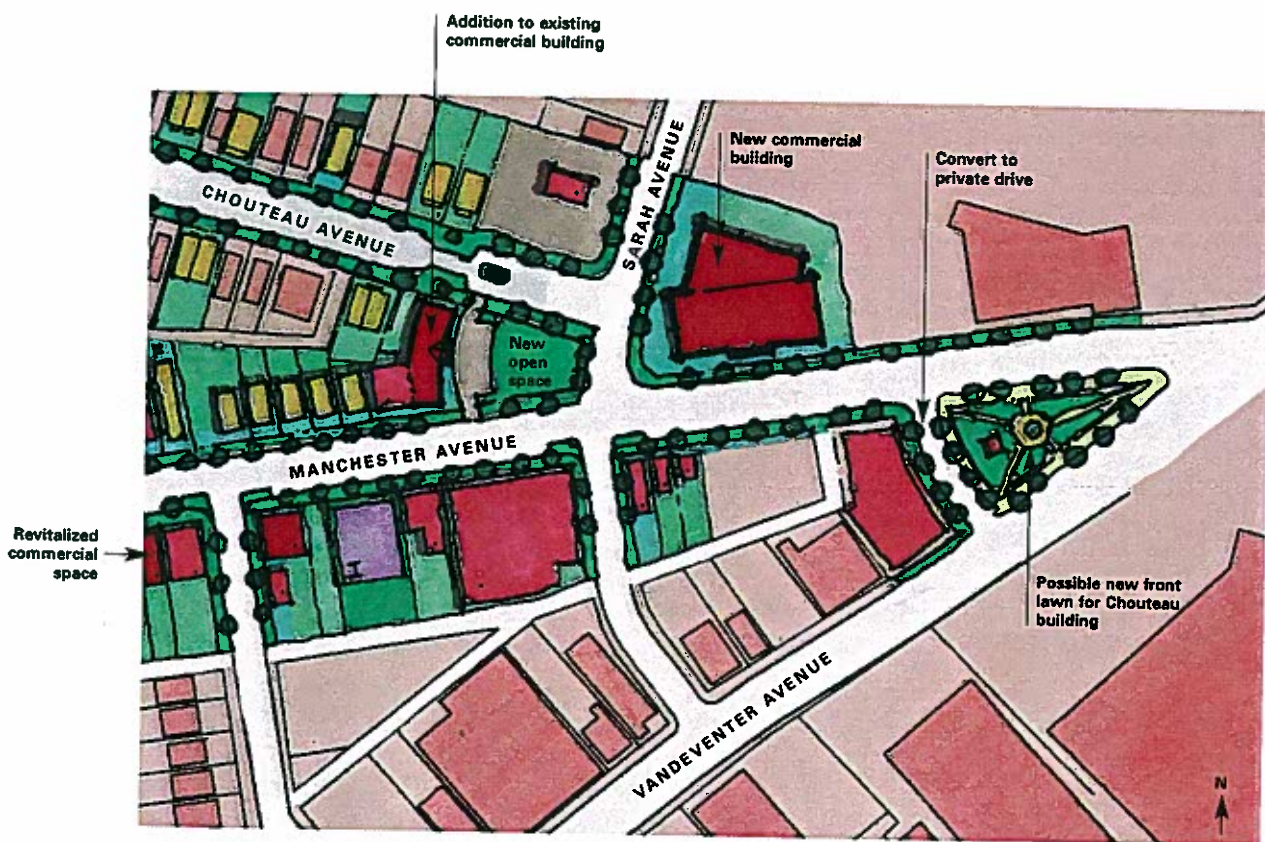 Addition to existing
commercial building
SARAH AVENUE
New commercial
building
Convert to
private drive
CHOUTEAU AVENUE
New
open
space
MANCHESTER AVENUE
Revitalized
commercial
space
Possible new front
lawn for Chouteau
building
VANDEVENTER AVENUE
N